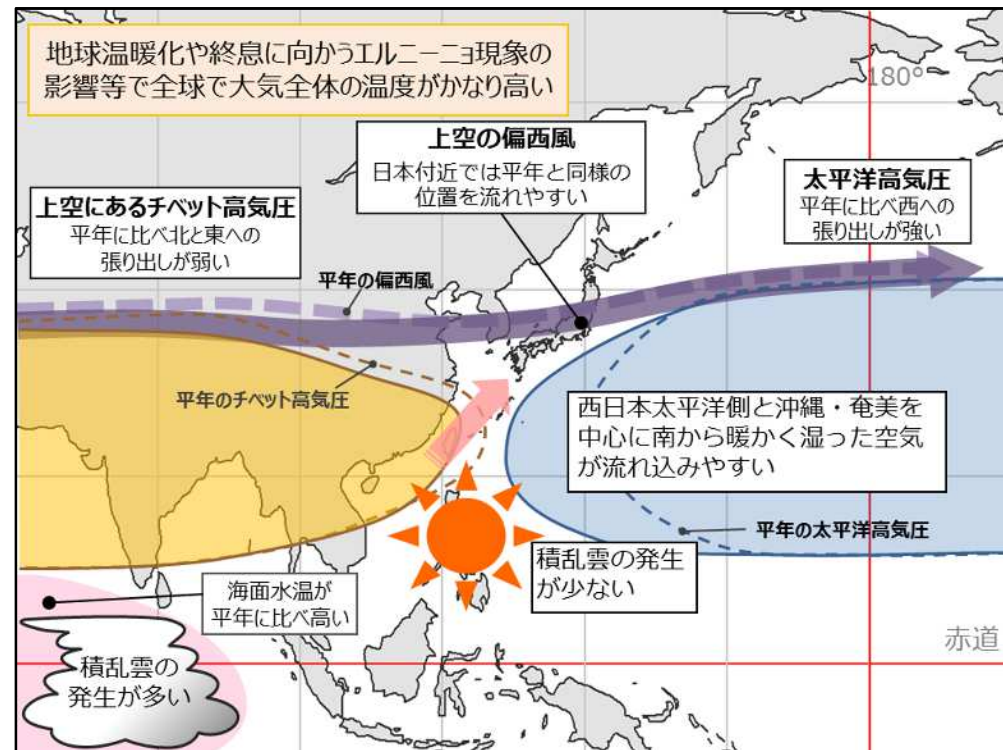 地球温暖化や終息に向かうエルニーニョ現象の
影響等で全球で大気全体の温度がかなり高い
180°
上空の偏西風
日本付近では平年と同様の
位置を流れやすい
太平洋高気圧
平年に比べ西への
張り出しが強い
上空にあるチベット高気圧
平年に比べ北と東への
張り出しが弱い
平年の偏西風
平年のチベット高気圧
西日本太平洋側と沖縄・奄美を
中心に南から暖かく湿った空気
が流れ込みやすい
平年の太平洋高気圧
積乱雲の発生
が少ない
海面水温が
平年に比べ高い
赤道
積乱雲の
発生が多い